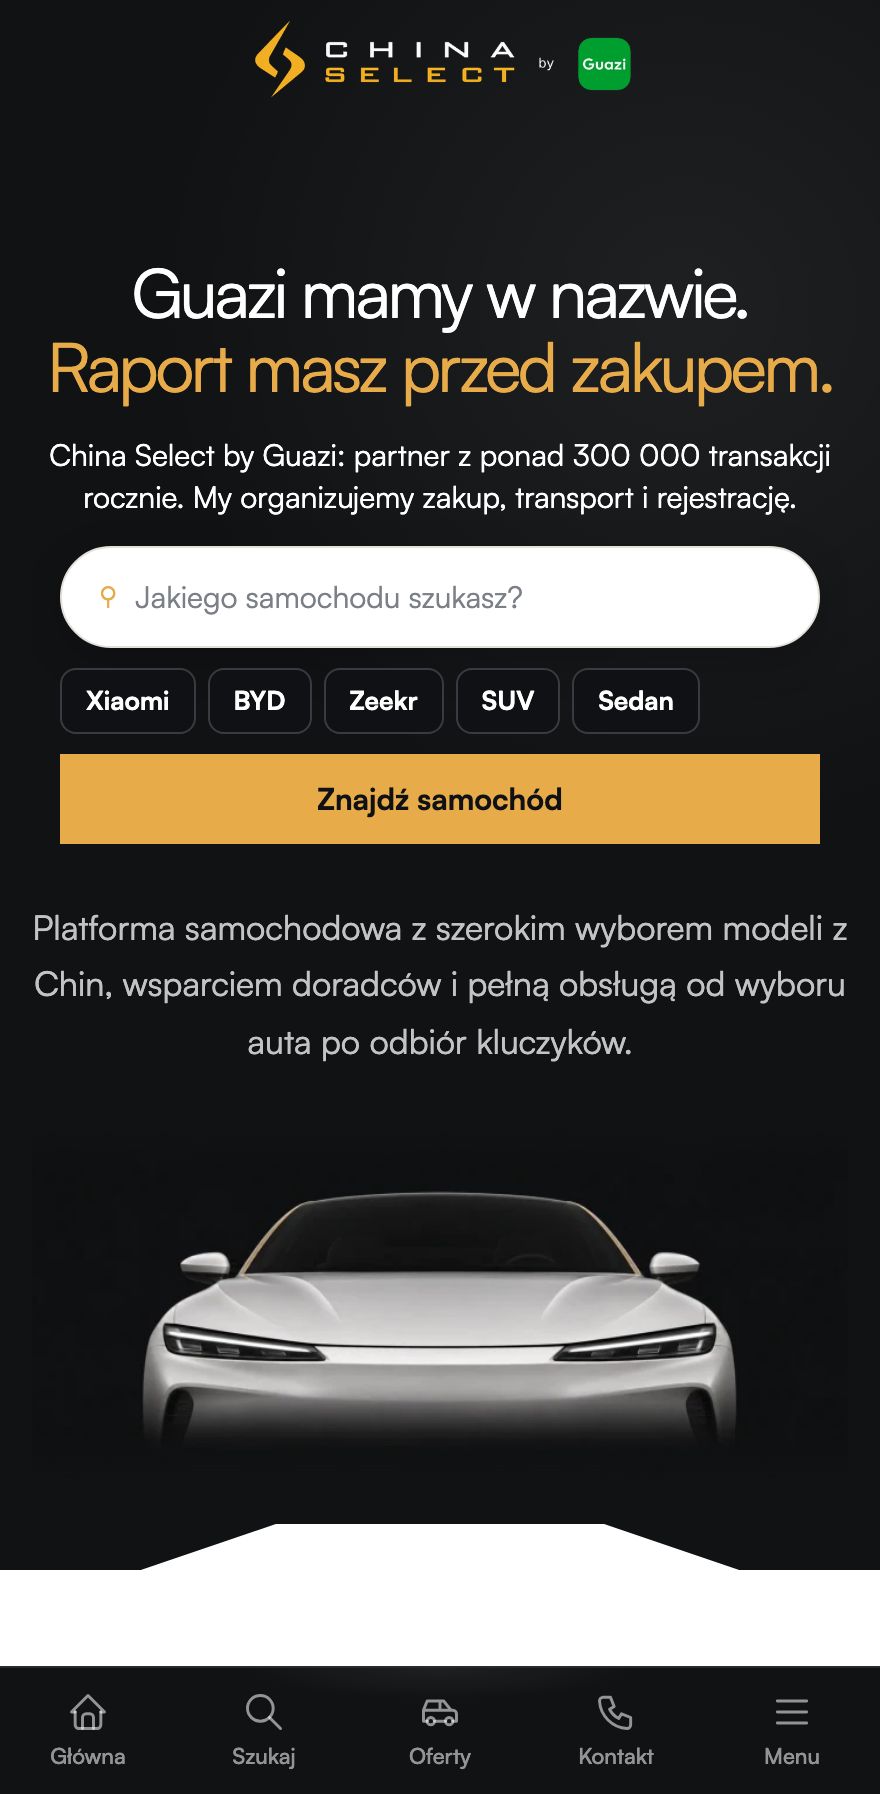 CHINA
SELECT
by
Guazi
Guazi mamy w nazwie.
Raport masz przed zakupem.
China Select by Guazi: partner z ponad 300 000 transakcji
rocznie. My organizujemy zakup, transport i rejestrację.
Jakiego samochodu szukasz?
Xiaomi
BYD
Zeekr
SUV
Sedan
Znajdź samochód
Platforma samochodowa z szerokim wyborem modeli z
Chin, wsparciem doradców i pełną obsługą od wyboru
auta po odbiór kluczyków.
Główna
Szukaj
Oferty
Kontakt
Menu